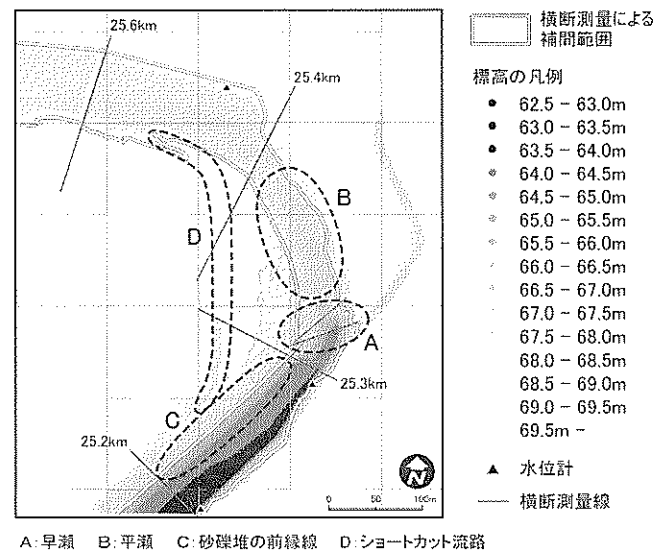 25.6km
25.4km
B
D
A
25.3km
C
25.2km
N
0 50 100m
横断測量による
補間範囲
標高の凡例
62.5 - 63.0m
63.0 - 63.5m
63.5 - 64.0m
64.0 - 64.5m
64.5 - 65.0m
65.0 - 65.5m
65.5 - 66.0m
66.0 - 66.5m
66.5 - 67.0m
67.0 - 67.5m
67.5 - 68.0m
68.0 - 68.5m
68.5 - 69.0m
69.0 - 69.5m
69.5m -
水位計
横断測量線
A:早瀬 B:平瀬 C:砂礫堆の前縁線 D:ショートカット流路